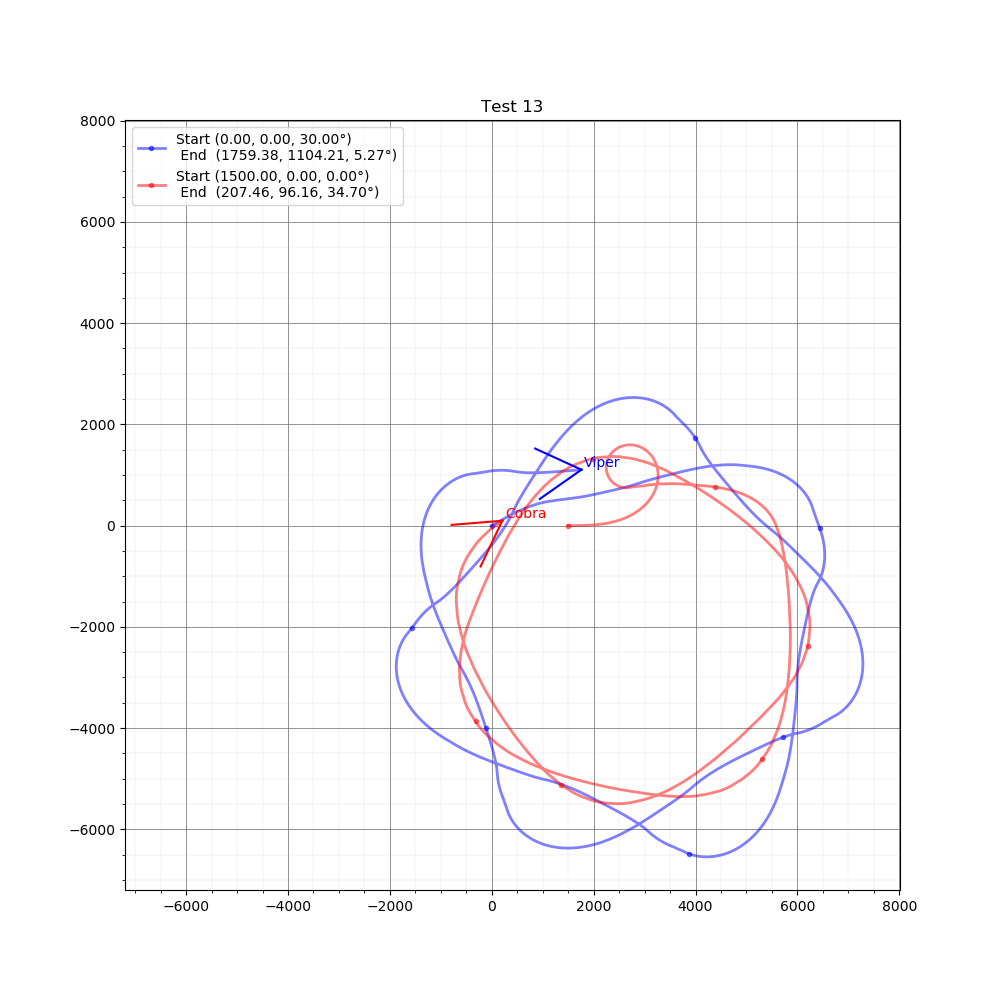 Test 13
Start (0.00, 0.00, 30.00°)
End (1759.38, 1104.21, 5.27°)
Start (1500.00, 0.00, 0.00°)
End (207.46, 96.16, 34.70°)
8000
6000
4000
2000
0
−2000
−4000
−6000
Viper
Cobra
−6000 −4000 −2000 0 2000 4000 6000 8000